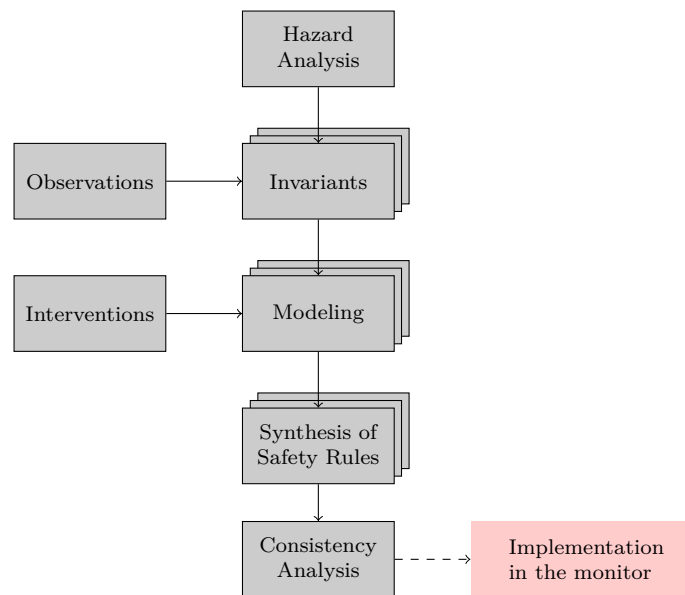 Hazard
Analysis
Observations
Invariants
Interventions
Modeling
Synthesis of
Safety Rules
Consistency
Analysis
Implementation
in the monitor